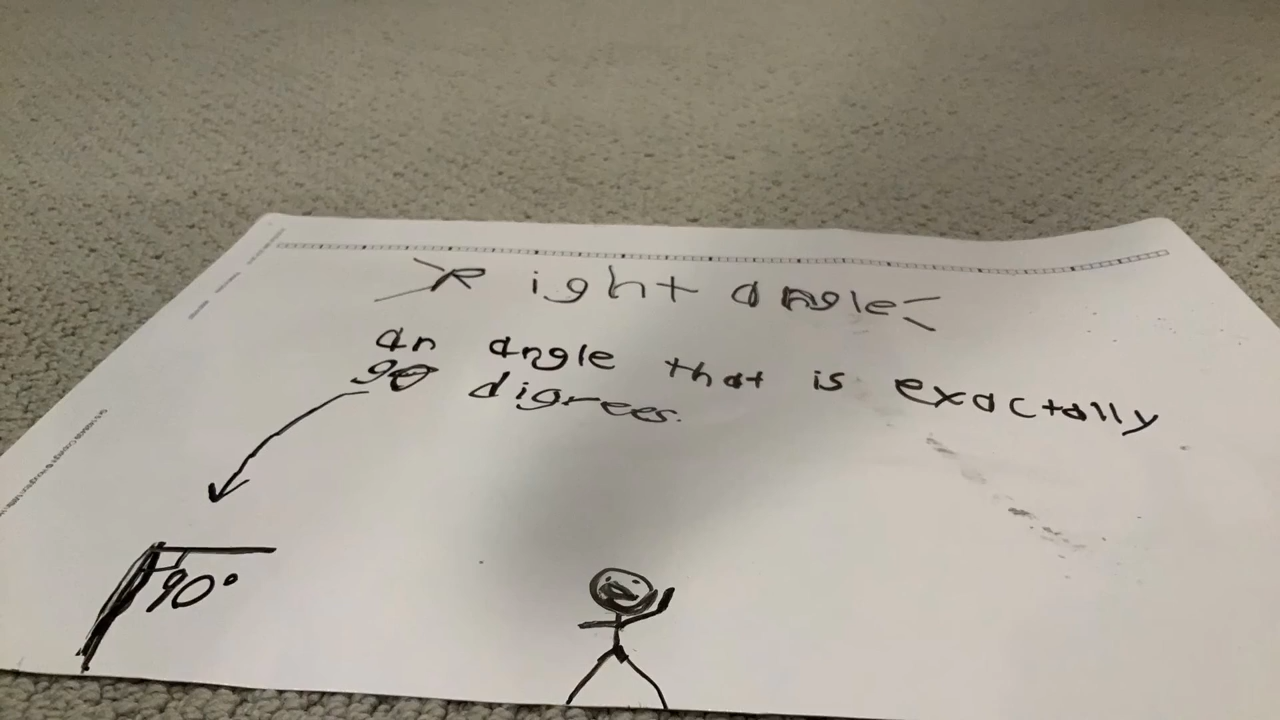 Right angle
an angle that is exactally
90 digrees.
90°